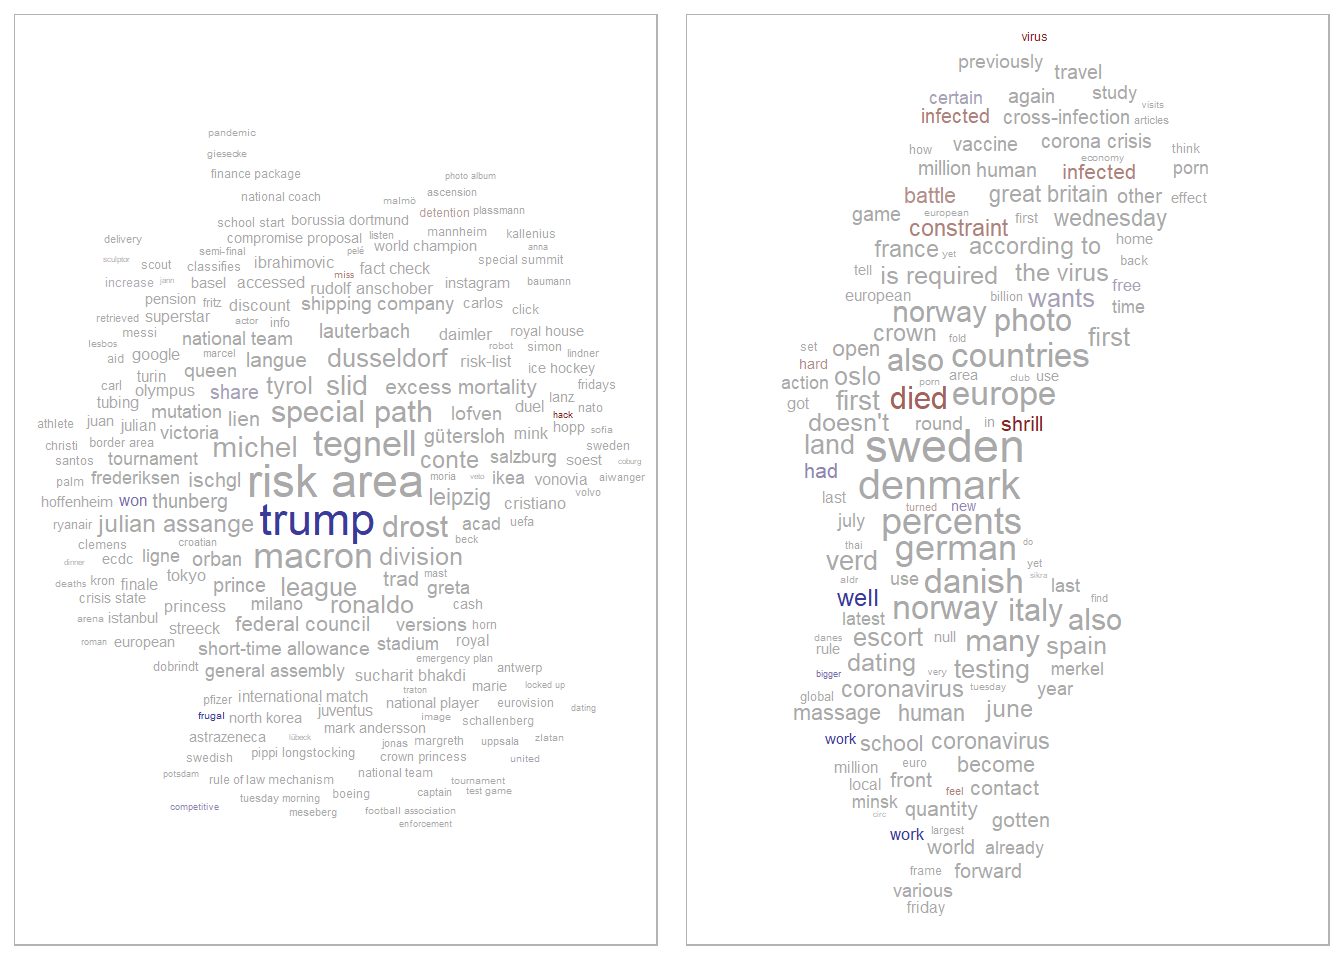 pandemic
giesecke
finance package
photo album
national coach
ascension
malmö
school start
borussia dortmund
detention
plassmann
delivery
compromise proposal
listen
mannheim
kallenius
semi-final
pelé
world champion
anna
sculptor
scout
classifies
ibrahimovic
fact check
special summit
increase
jann
basel
accessed
miss
rudolf anschober
instagram
baumann
pension
fritz
discount
shipping company
carlos
click
retrieved
superstar
actor
info
lauterbach
daimler
royal house
messi
national team
robot
simon
lindner
lesbos
aid
google
marcel
langue
dusseldorf
risk-list
ice hockey
turin
queen
tyrol
slid
excess mortality
fridays
carl
olympus
share
lanz
tubing
mutation
lien
special path
lofven
duel
hack
nato
athlete
juan
julian
victoria
michel
tegnell
gütersloh
mink
hopp
sofia
christi
border area
sweden
santos
tournament
conte
salzburg
soest
coburg
palm
frederiksen
ischgl
risk area
moria
veto
ikea
vonovia
aiwanger
hoffenheim
won
thunberg
leipzig
cristiano
volvo
ryanair
julian assange
trump
drost
acad
uefa
clemens
croatian
beck
dinner
ecdc
ligne
orban
macron
division
deaths
kron
finale
tokyo
prince
league
trad
mast
greta
crisis state
princess
milano
ronaldo
cash
arena
istanbul
streeck
federal council
versions
horn
roman
european
short-time allowance
stadium
royal
dobrindt
general assembly
sucharit bhakdi
emergency plan
antwerp
pfizer
international match
traton
marie
locked up
national player
eurovision
dating
frugal
north korea
juventus
image
schallenberg
astrazeneca
lübeck
mark andersson
jonas
margreth
uppsala
zlatan
swedish
pippi longstocking
crown princess
united
potsdam
rule of law mechanism
national team
tournament
tuesday morning
boeing
captain
test game
competitive
meseberg
football association
enforcement
virus
previously
travel
certain
again
study
visits
infected
cross-infection
articles
how
vaccine
corona crisis
think
million
human
economy
infected
porn
battle
great britain
other
effect
game
european
constraint
first
wednesday
france
yet
according to
home
back
tell
is required
the virus
free
european
billion
wants
time
norway
photo
crown
fold
first
set
open
also
countries
hard
oslo
area
club
use
action
porn
got
first
died
europe
doesn't
round
in
shrill
land
sweden
had
denmark
last
turned
new
july
percents
thai
german
do
verd
yet
aldr
use
danish
sikra
last
well
norway
italy
find
latest
also
danes
escort
null
many
spain
rule
dating
very
testing
merkel
bigger
global
coronavirus
tuesday
year
massage
human
june
work
school
coronavirus
million
euro
become
local
front
feel
contact
minsk
circ
quantity
gotten
work
largest
world
already
frame
forward
various
friday